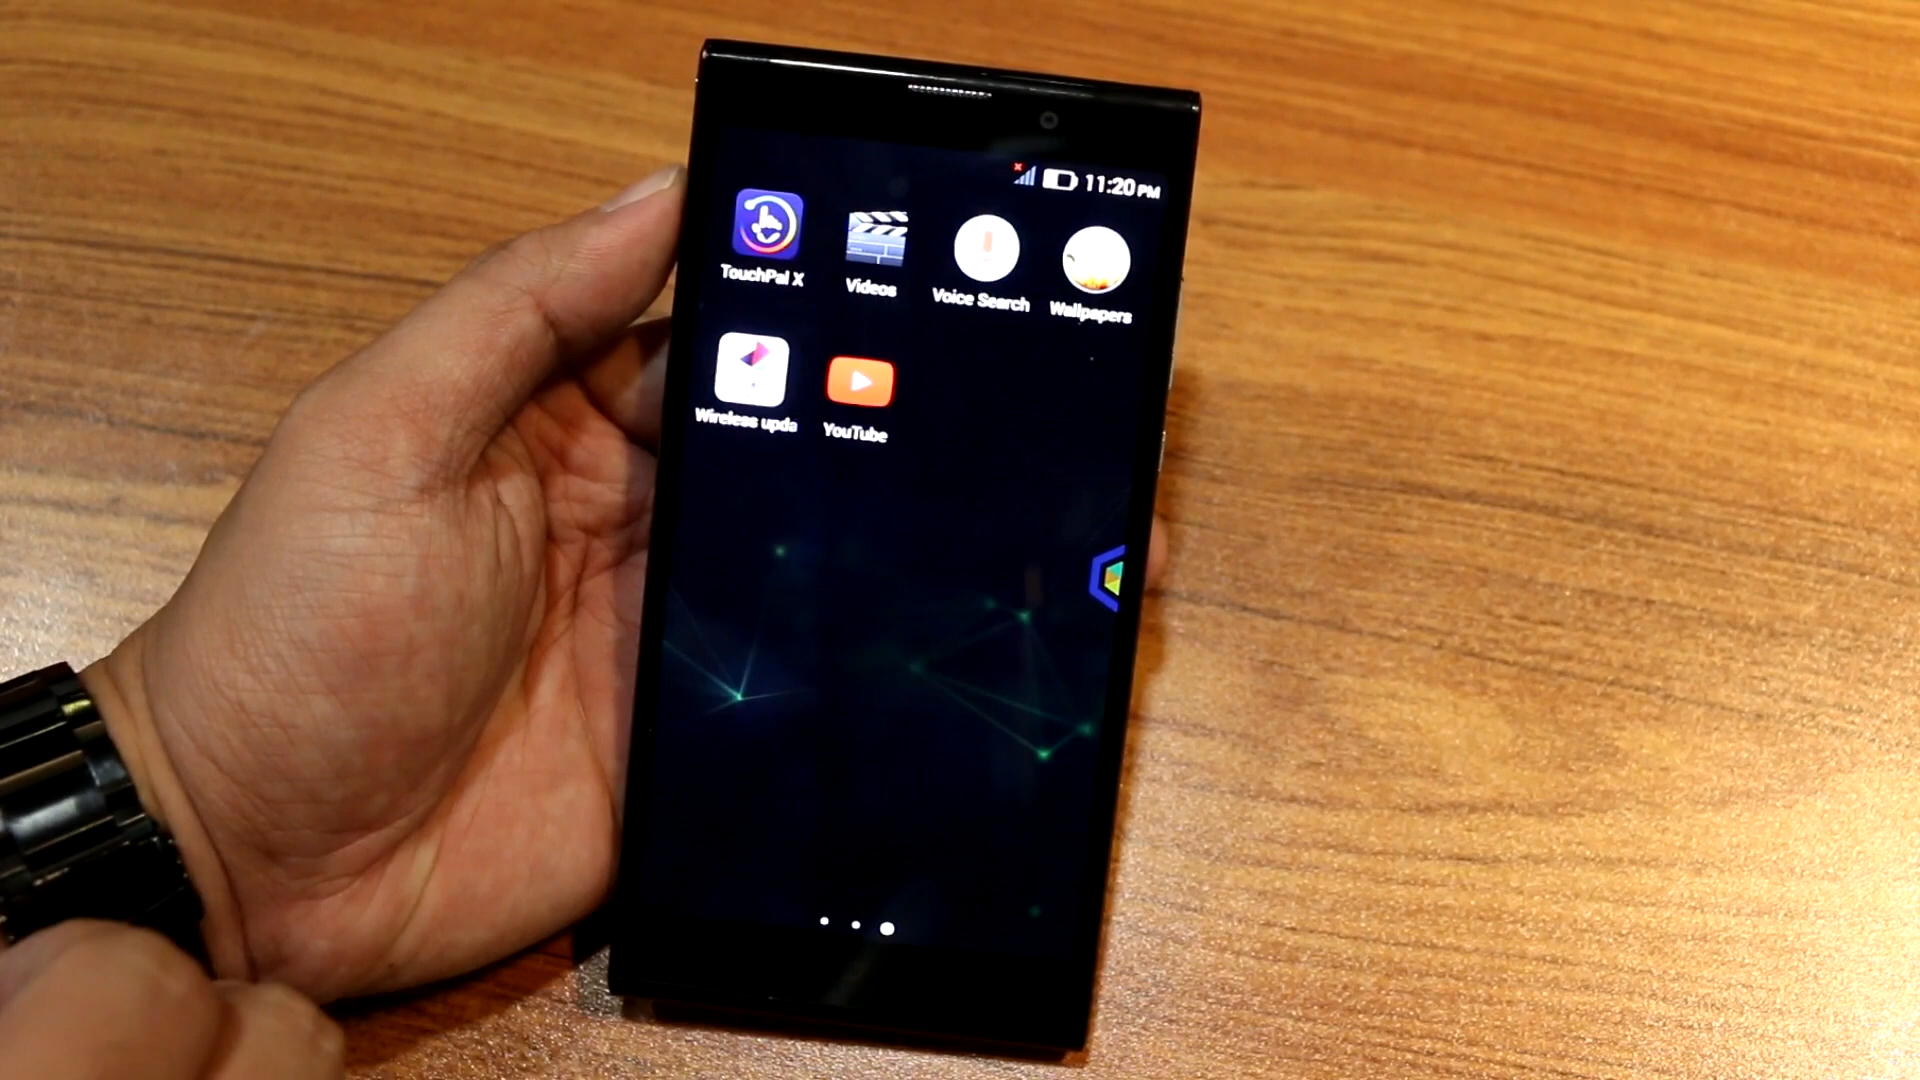 11:20 PM
TouchPal X
Videos
Voice Search
Wallpapers
Wireless upda
YouTube